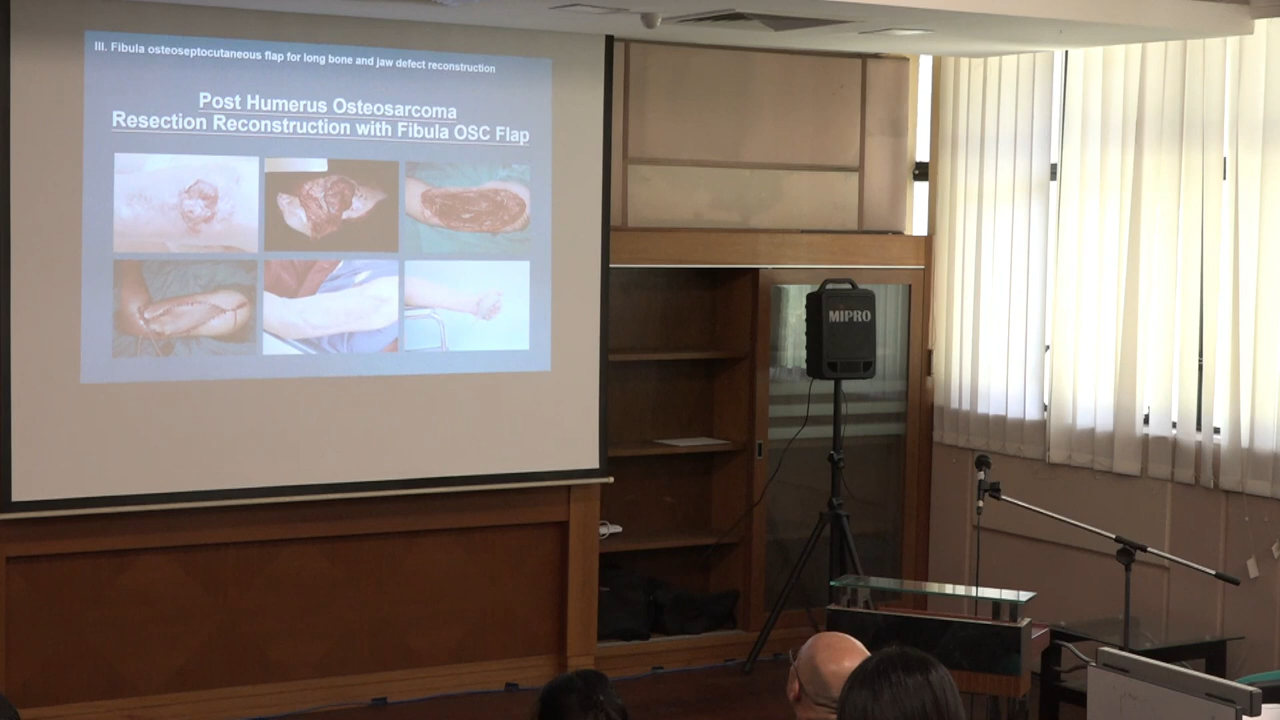 III. Fibula osteoseptocutaneous flap for long bone and jaw defect reconstruction
Post Humerus Osteosarcoma
Resection Reconstruction with Fibula OSC Flap
MIPRO